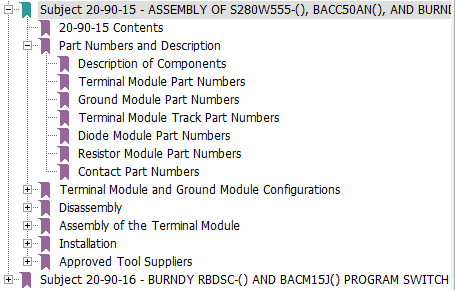 Subject 20-90-15 - ASSEMBLY OF S280W555-(), BACC50AN(), AND BURND
20-90-15 Contents
Part Numbers and Description
Description of Components
Terminal Module Part Numbers
Ground Module Part Numbers
Terminal Module Track Part Numbers
Diode Module Part Numbers
Resistor Module Part Numbers
Contact Part Numbers
Terminal Module and Ground Module Configurations
Disassembly
Assembly of the Terminal Module
Installation
Approved Tool Suppliers
Subject 20-90-16 - BURNDY RBDSC-() AND BACM15J() PROGRAM SWITCH